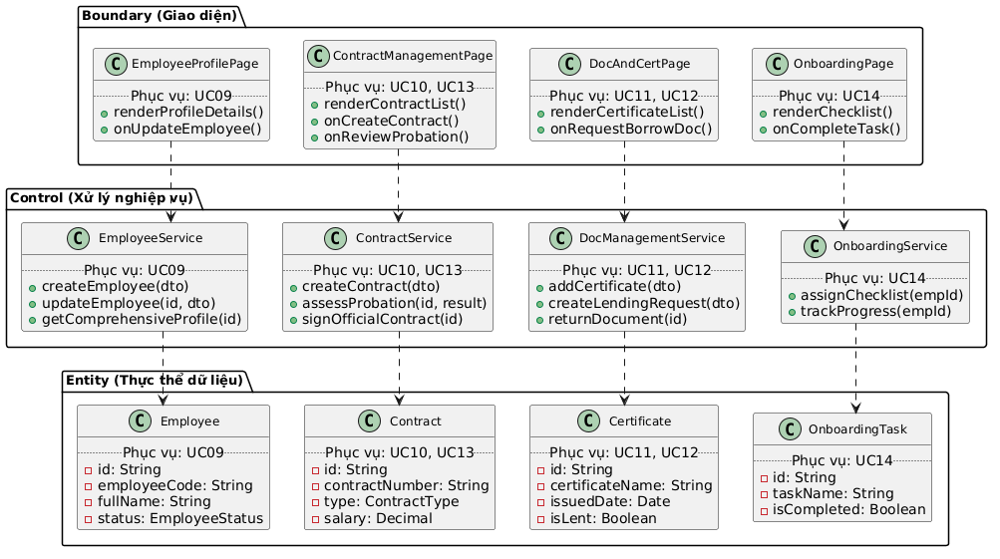 Boundary (Giao diện)
C EmployeeProfilePage
Phục vụ: UC09
renderProfileDetails()
onUpdateEmployee()
C ContractManagementPage
Phục vụ: UC10, UC13
renderContractList()
onCreateContract()
onReviewProbation()
C DocAndCertPage
Phục vụ: UC11, UC12
renderCertificateList()
onRequestBorrowDoc()
C OnboardingPage
Phục vụ: UC14
renderChecklist()
onCompleteTask()
Control (Xử lý nghiệp vụ)
C EmployeeService
Phục vụ: UC09
createEmployee(dto)
updateEmployee(id, dto)
getComprehensiveProfile(id)
C ContractService
Phục vụ: UC10, UC13
createContract(dto)
assessProbation(id, result)
signOfficialContract(id)
C DocManagementService
Phục vụ: UC11, UC12
addCertificate(dto)
createLendingRequest(dto)
returnDocument(id)
C OnboardingService
Phục vụ: UC14
assignChecklist(empId)
trackProgress(empId)
Entity (Thực thể dữ liệu)
C Employee
Phục vụ: UC09
id: String
employeeCode: String
fullName: String
status: EmployeeStatus
C Contract
Phục vụ: UC10, UC13
id: String
contractNumber: String
type: ContractType
salary: Decimal
C Certificate
Phục vụ: UC11, UC12
id: String
certificateName: String
issuedDate: Date
isLent: Boolean
C OnboardingTask
Phục vụ: UC14
id: String
taskName: String
isCompleted: Boolean